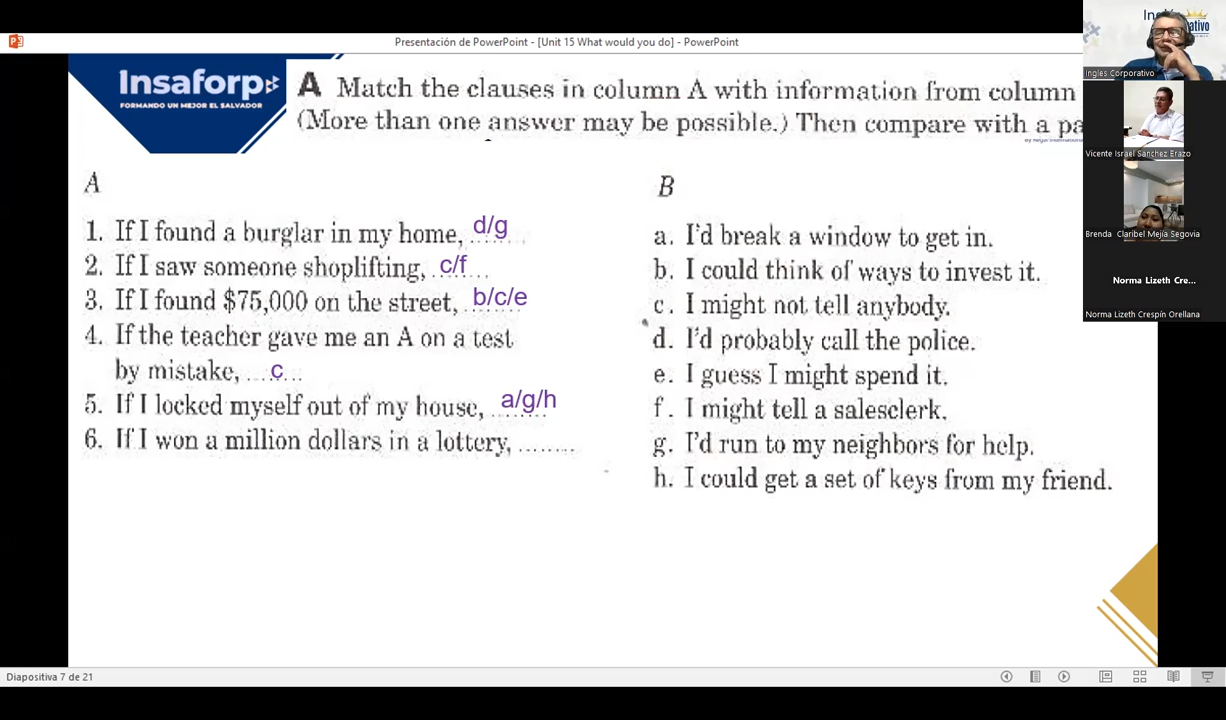 Presentación de PowerPoint - [Unit 15 What would you do] - PowerPoint
Insaforp
FORMANDO UN MEJOR EL SALVADOR
A Match the clauses in column A with information from column
(More than one answer may be possible.) Then compare with a pa
A
1. If I found a burglar in my home, d/g
2. If I saw someone shoplifting, c/f
3. If I found $75,000 on the street, b/c/e
4. If the teacher gave me an A on a test
by mistake, .... c ...
5. If I locked myself out of my house, a/g/h
6. If I won a million dollars in a lottery, ........
B
a. I'd break a window to get in.
b. I could think of ways to invest it.
c. I might not tell anybody.
d. I'd probably call the police.
e. I guess I might spend it.
f. I might tell a salesclerk.
g. I'd run to my neighbors for help.
h. I could get a set of keys from my friend.
Ingles Corporativo
Vicente Israel Sanchez Erazo
Brenda Claribel Mejía Segovia
Norma Lizeth Cre...
Norma Lizeth Crespín Orellana
Diapositiva 7 de 21